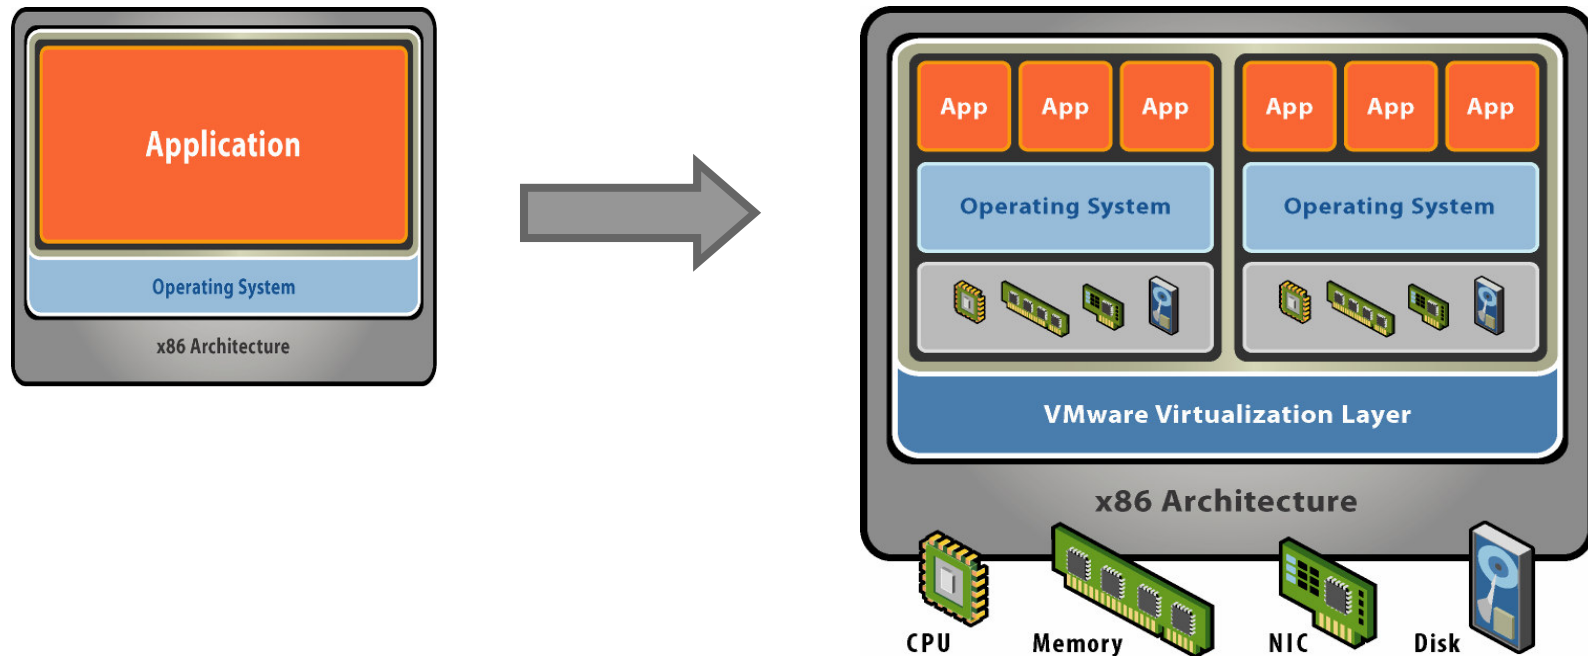 Application
Operating System
x86 Architecture
App App App App App App
Operating System Operating System
VMware Virtualization Layer
x86 Architecture
CPU Memory NIC Disk